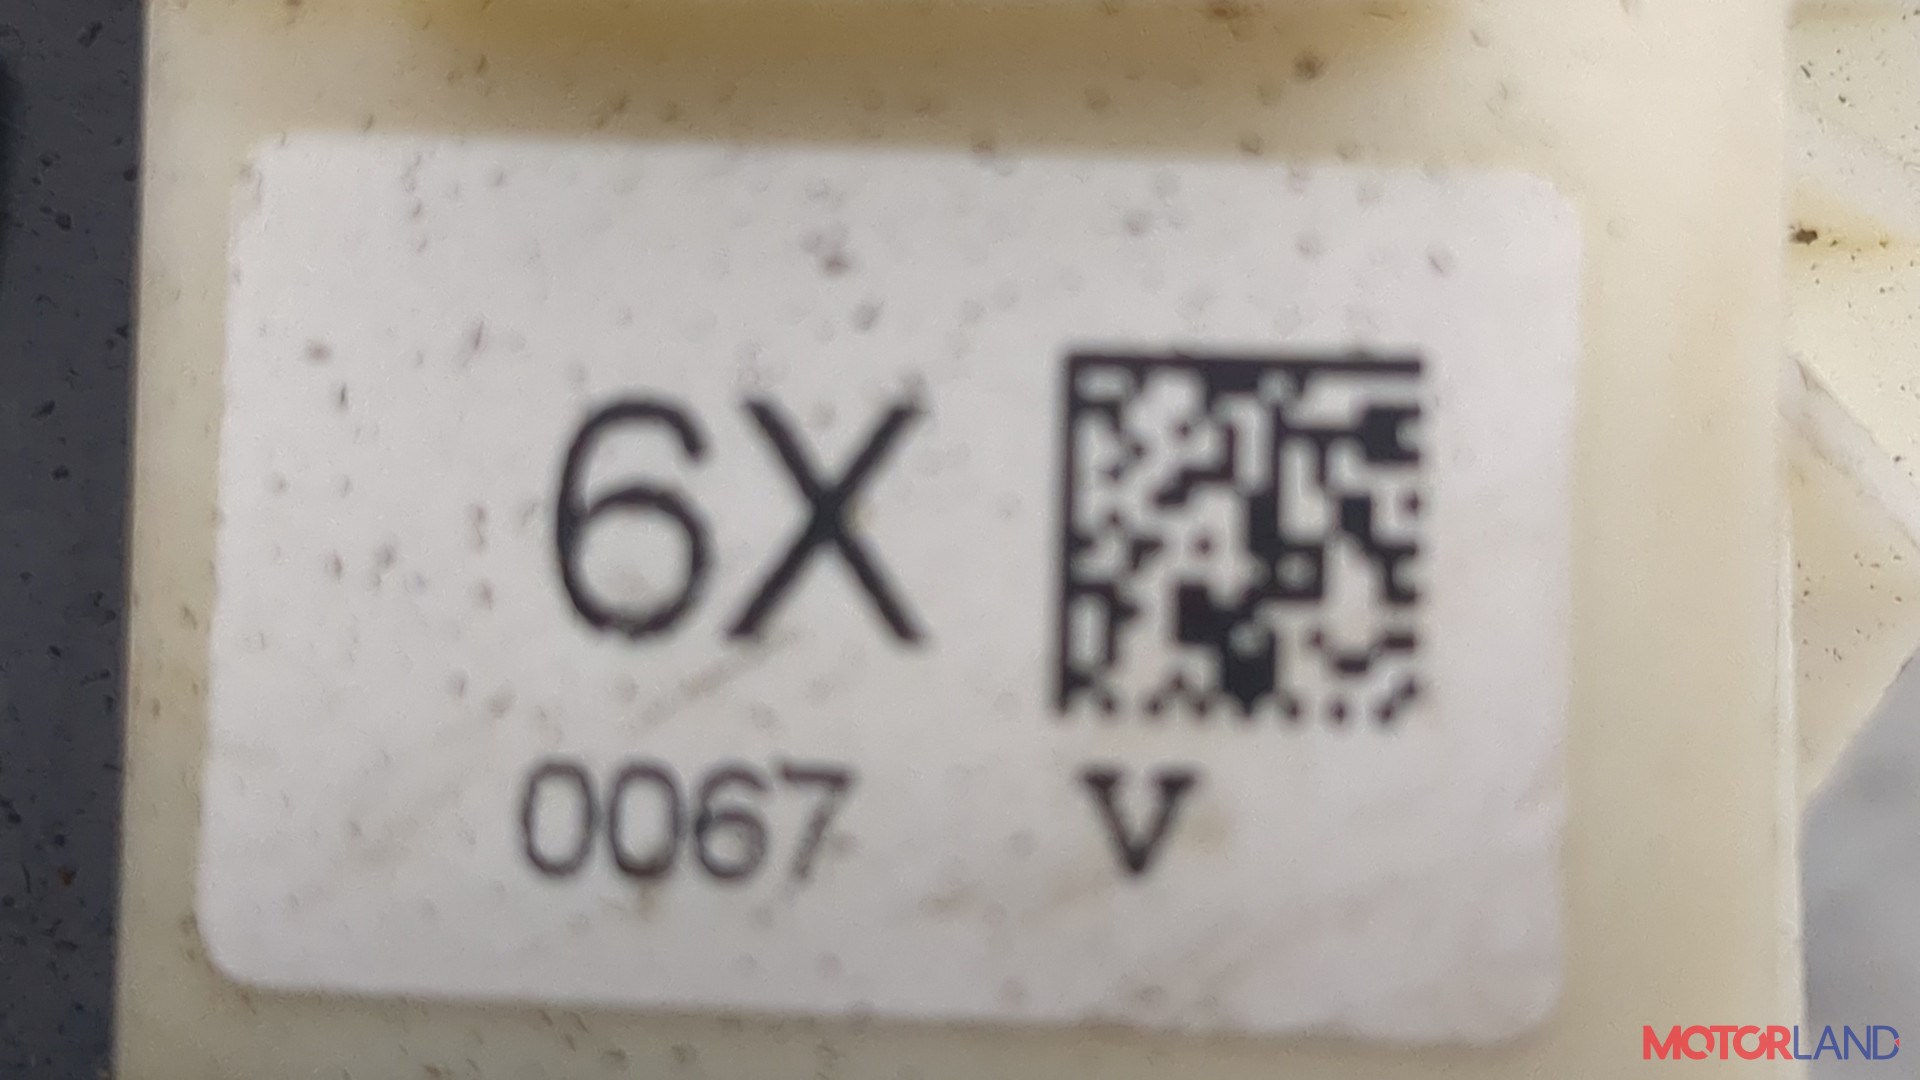 6X
0067 V
MOTORLAND